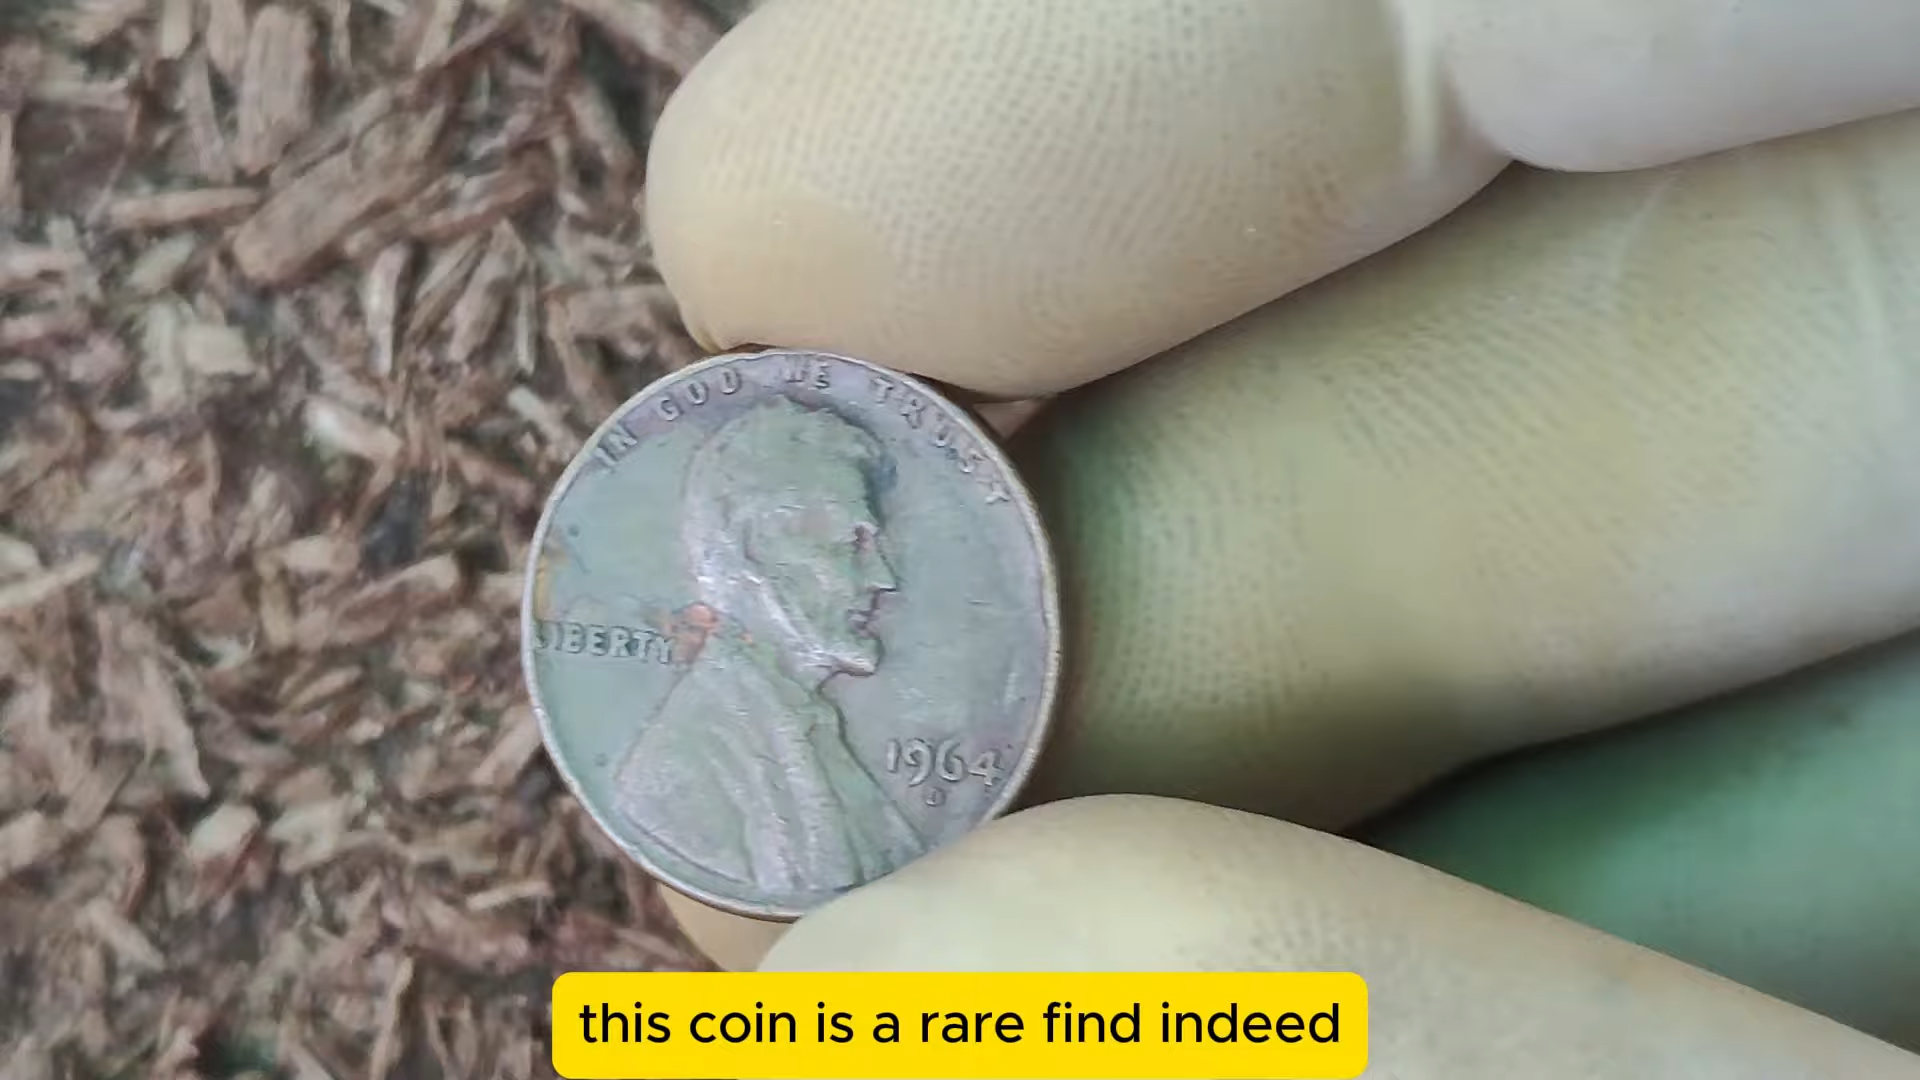 IN GOD WE TRUST
LIBERTY
1964
D
this coin is a rare find indeed